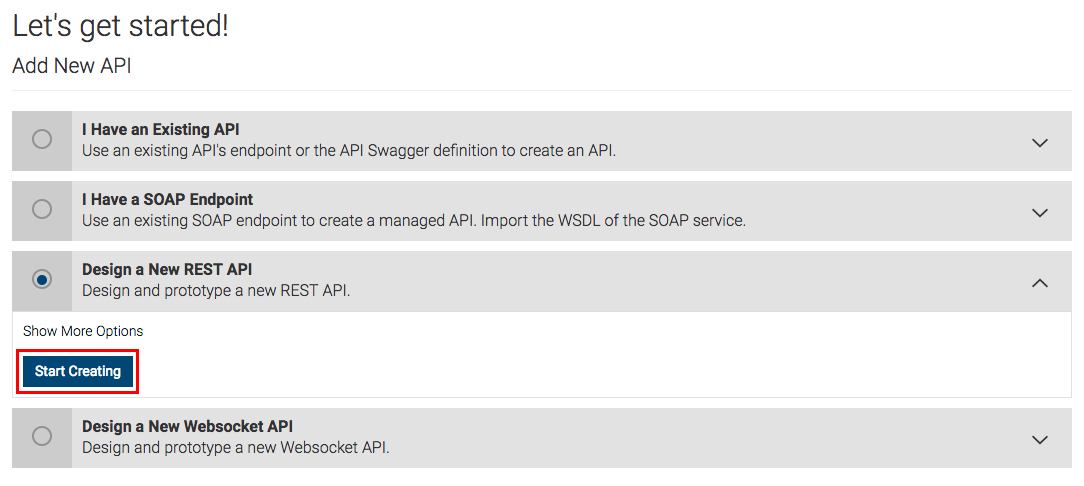 Let's get started!
Add New API
I Have an Existing API
Use an existing API's endpoint or the API Swagger definition to create an API.
I Have a SOAP Endpoint
Use an existing SOAP endpoint to create a managed API. Import the WSDL of the SOAP service.
Design a New REST API
Design and prototype a new REST API.
Show More Options
Start Creating
Design a New Websocket API
Design and prototype a new Websocket API.